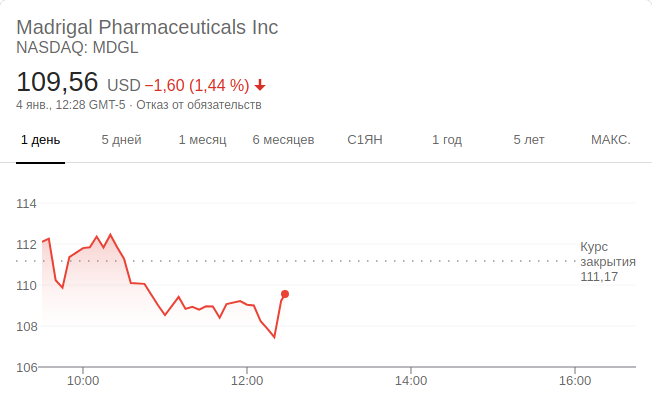 Madrigal Pharmaceuticals Inc
NASDAQ: MDGL
109,56 USD −1,60 (1,44 %)
4 янв., 12:28 GMT-5 · Отказ от обязательств
1 день 5 дней 1 месяц 6 месяцев С1ЯН 1 год 5 лет МАКС.
114
112
110
108
106
Курс
закрытия
111,17
10:00 12:00 14:00 16:00